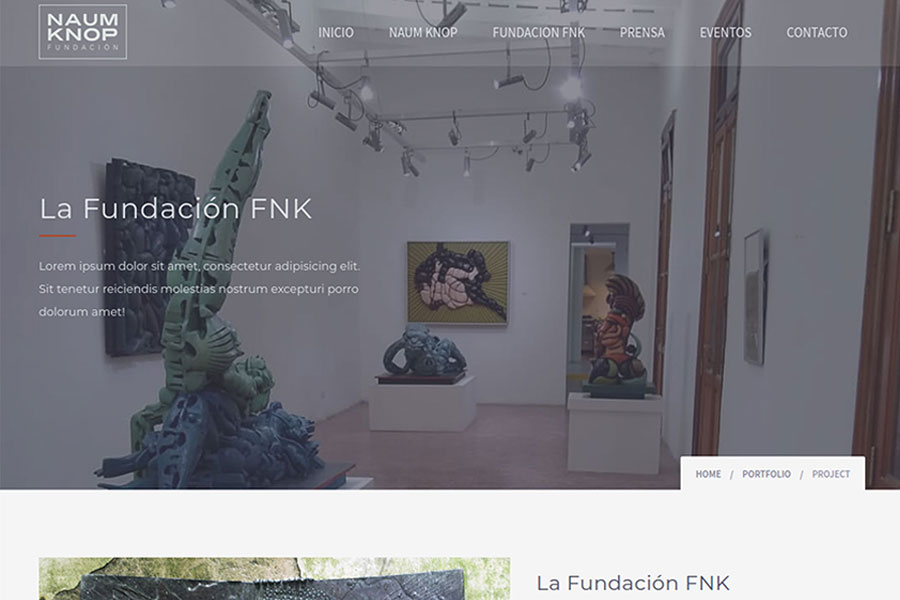 NAUM
KNOP
FUNDACIÓN
INICIO NAUM KNOP FUNDACION FNK PRENSA EVENTOS CONTACTO
La Fundación FNK
Lorem ipsum dolor sit amet, consectetur adipisicing elit.
Sit tenetur reiciendis molestias nostrum excepturi porro
dolorum amet!
HOME / PORTFOLIO / PROJECT
La Fundación FNK